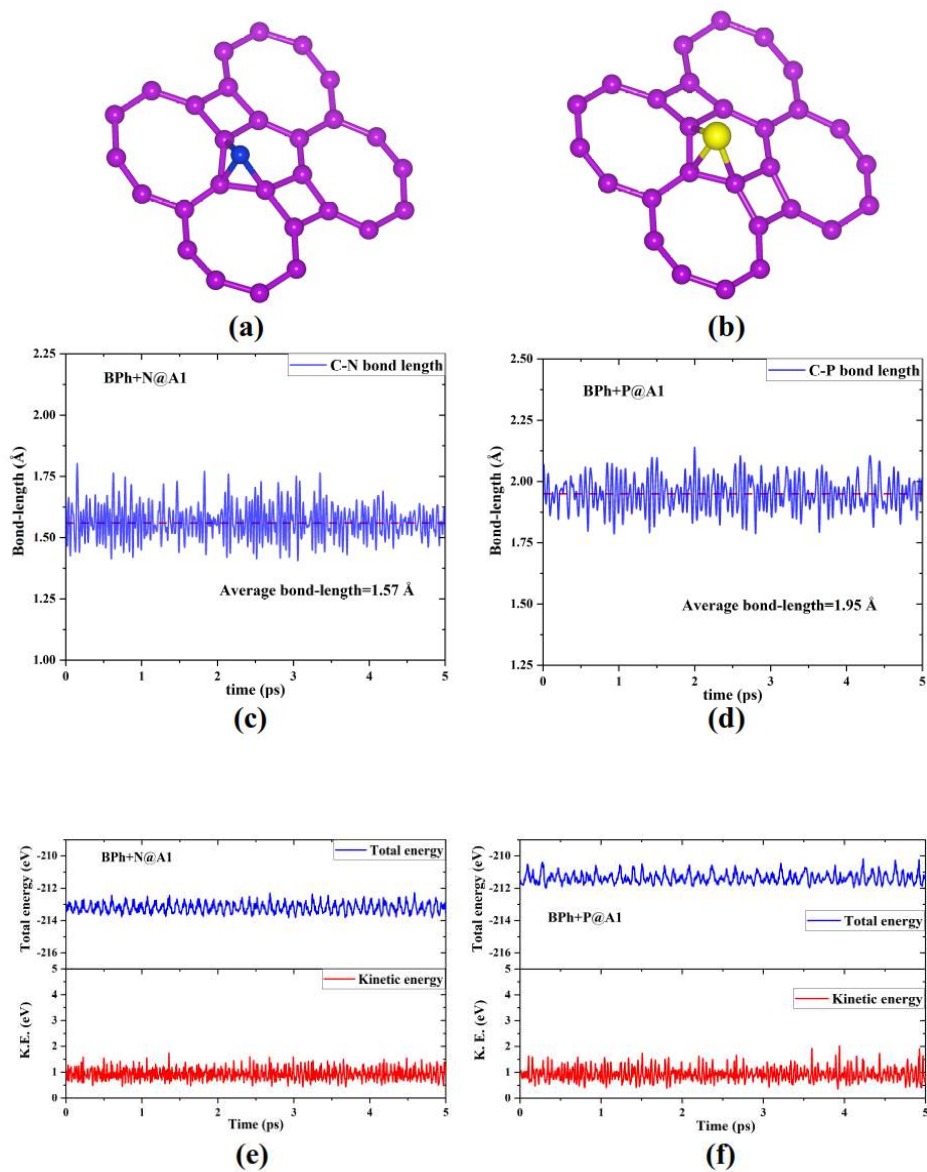 (a)
(b)
2.25
2.00
1.75
1.50
1.25
1.00
Bond-length (Å)
BPh+N@A1
C-N bond length
Average bond-length=1.57 Å
0 1 2 3 4 5
time (ps)
(c)
2.50
2.25
2.00
1.75
1.50
1.25
Bond-length (Å)
BPh+P@A1
C-P bond length
Average bond-length=1.95 Å
0 1 2 3 4 5
time (ps)
(d)
-210
-212
-214
-216
Total energy (eV)
BPh+N@A1
Total energy
5
4
3
2
1
0
K.E. (eV)
Kinetic energy
0 1 2 3 4 5
Time (ps)
(e)
-210
-212
-214
-216
Total energy (eV)
BPh+P@A1
Total energy
5
4
3
2
1
0
K. E. (eV)
Kinetic energy
0 1 2 3 4 5
Time (ps)
(f)